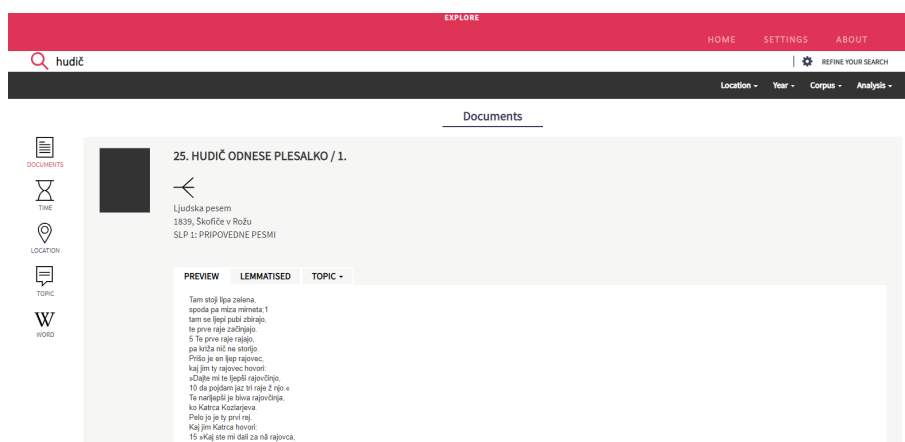 EXPLORE
HOME SETTINGS ABOUT
hudič
REFINE YOUR SEARCH
Location Year Corpus Analysis
Documents
DOCUMENTS
TIME
LOCATION
TOPIC
WORD
25. HUDIČ ODNESE PLESALKO / 1.
Ljudska pesem
1839, Škofiče v Rožu
SLP 1: PRIPOVEDNE PESMI
PREVIEW LEMMATISED TOPIC
Tam stoji lipa zelena,
spoda pa miza mirneta;1
tam se ljepi pubi zbirajo,
te prve raje začinjajo.
5 Te prve raje rajajo,
pa križa nič ne storijo.
Prišo je en ljep rajovec,
kaj jim ty rajovec hovori:
»Dajte mi te ljepši rajovčinjo,
10 da pojdam jaz tri raje ž njo.«
Te narljepši je biwa rajovčinja,
ko Katrca Kozlarjeva.
Pelo jo je ty prvi rej.
Kaj jim Katrca hovori:
15 »Kaj ste mi dali za nâ rajovca,